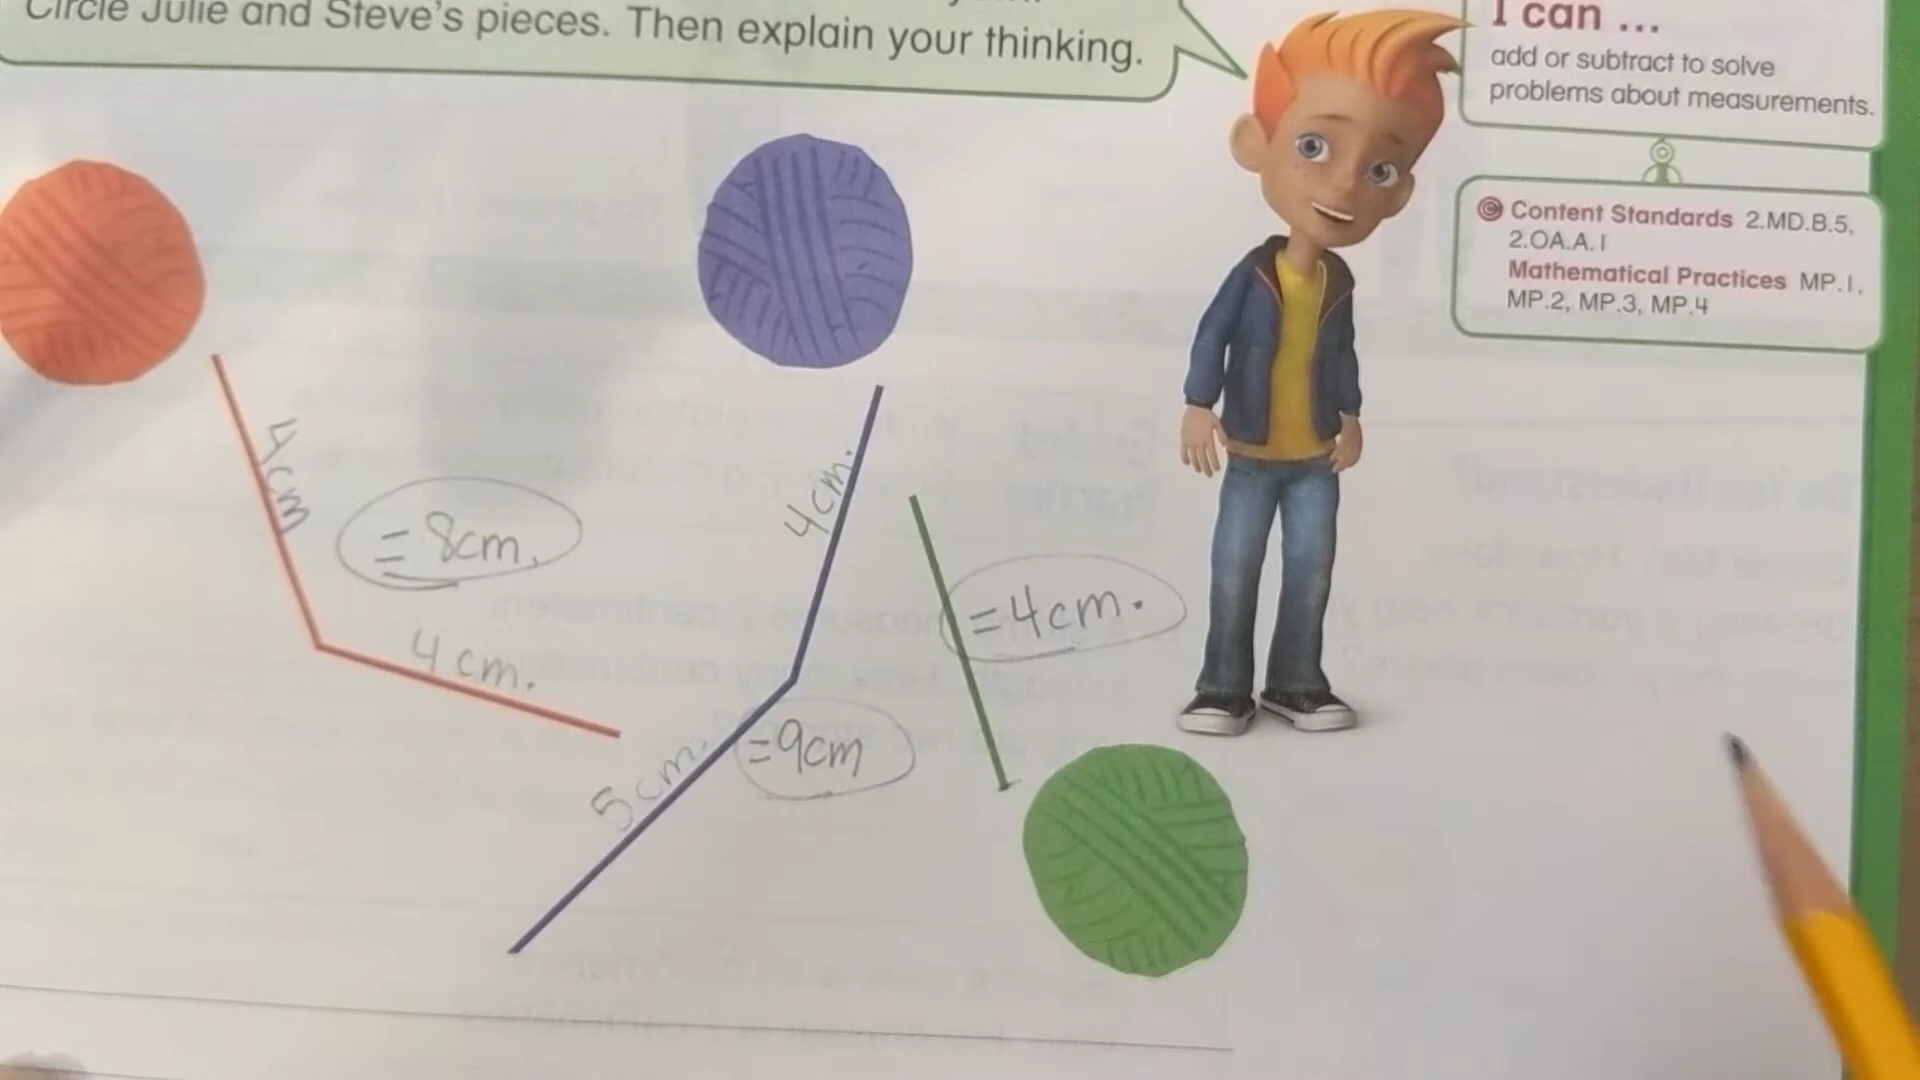 Circle Julie and Steve's pieces. Then explain your thinking.
I can ...
add or subtract to solve
problems about measurements.
Content Standards 2.MD.B.5,
2.OA.A.1
Mathematical Practices MP.1,
MP.2, MP.3, MP.4
4cm
= 8cm.
4 cm.
4cm.
5cm.
=9cm
=4cm.